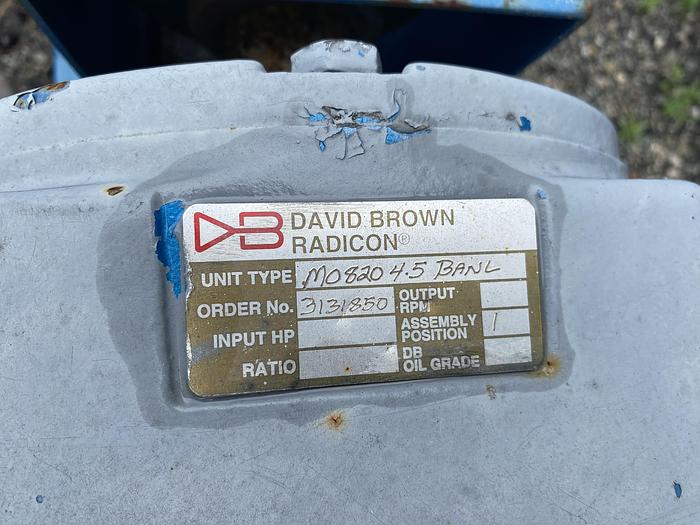 DB DAVID BROWN
RADICON®
UNIT TYPE M0820 4.5 BANL
ORDER No. 3131850 OUTPUT RPM
INPUT HP ASSEMBLY POSITION 1
RATIO DB OIL GRADE